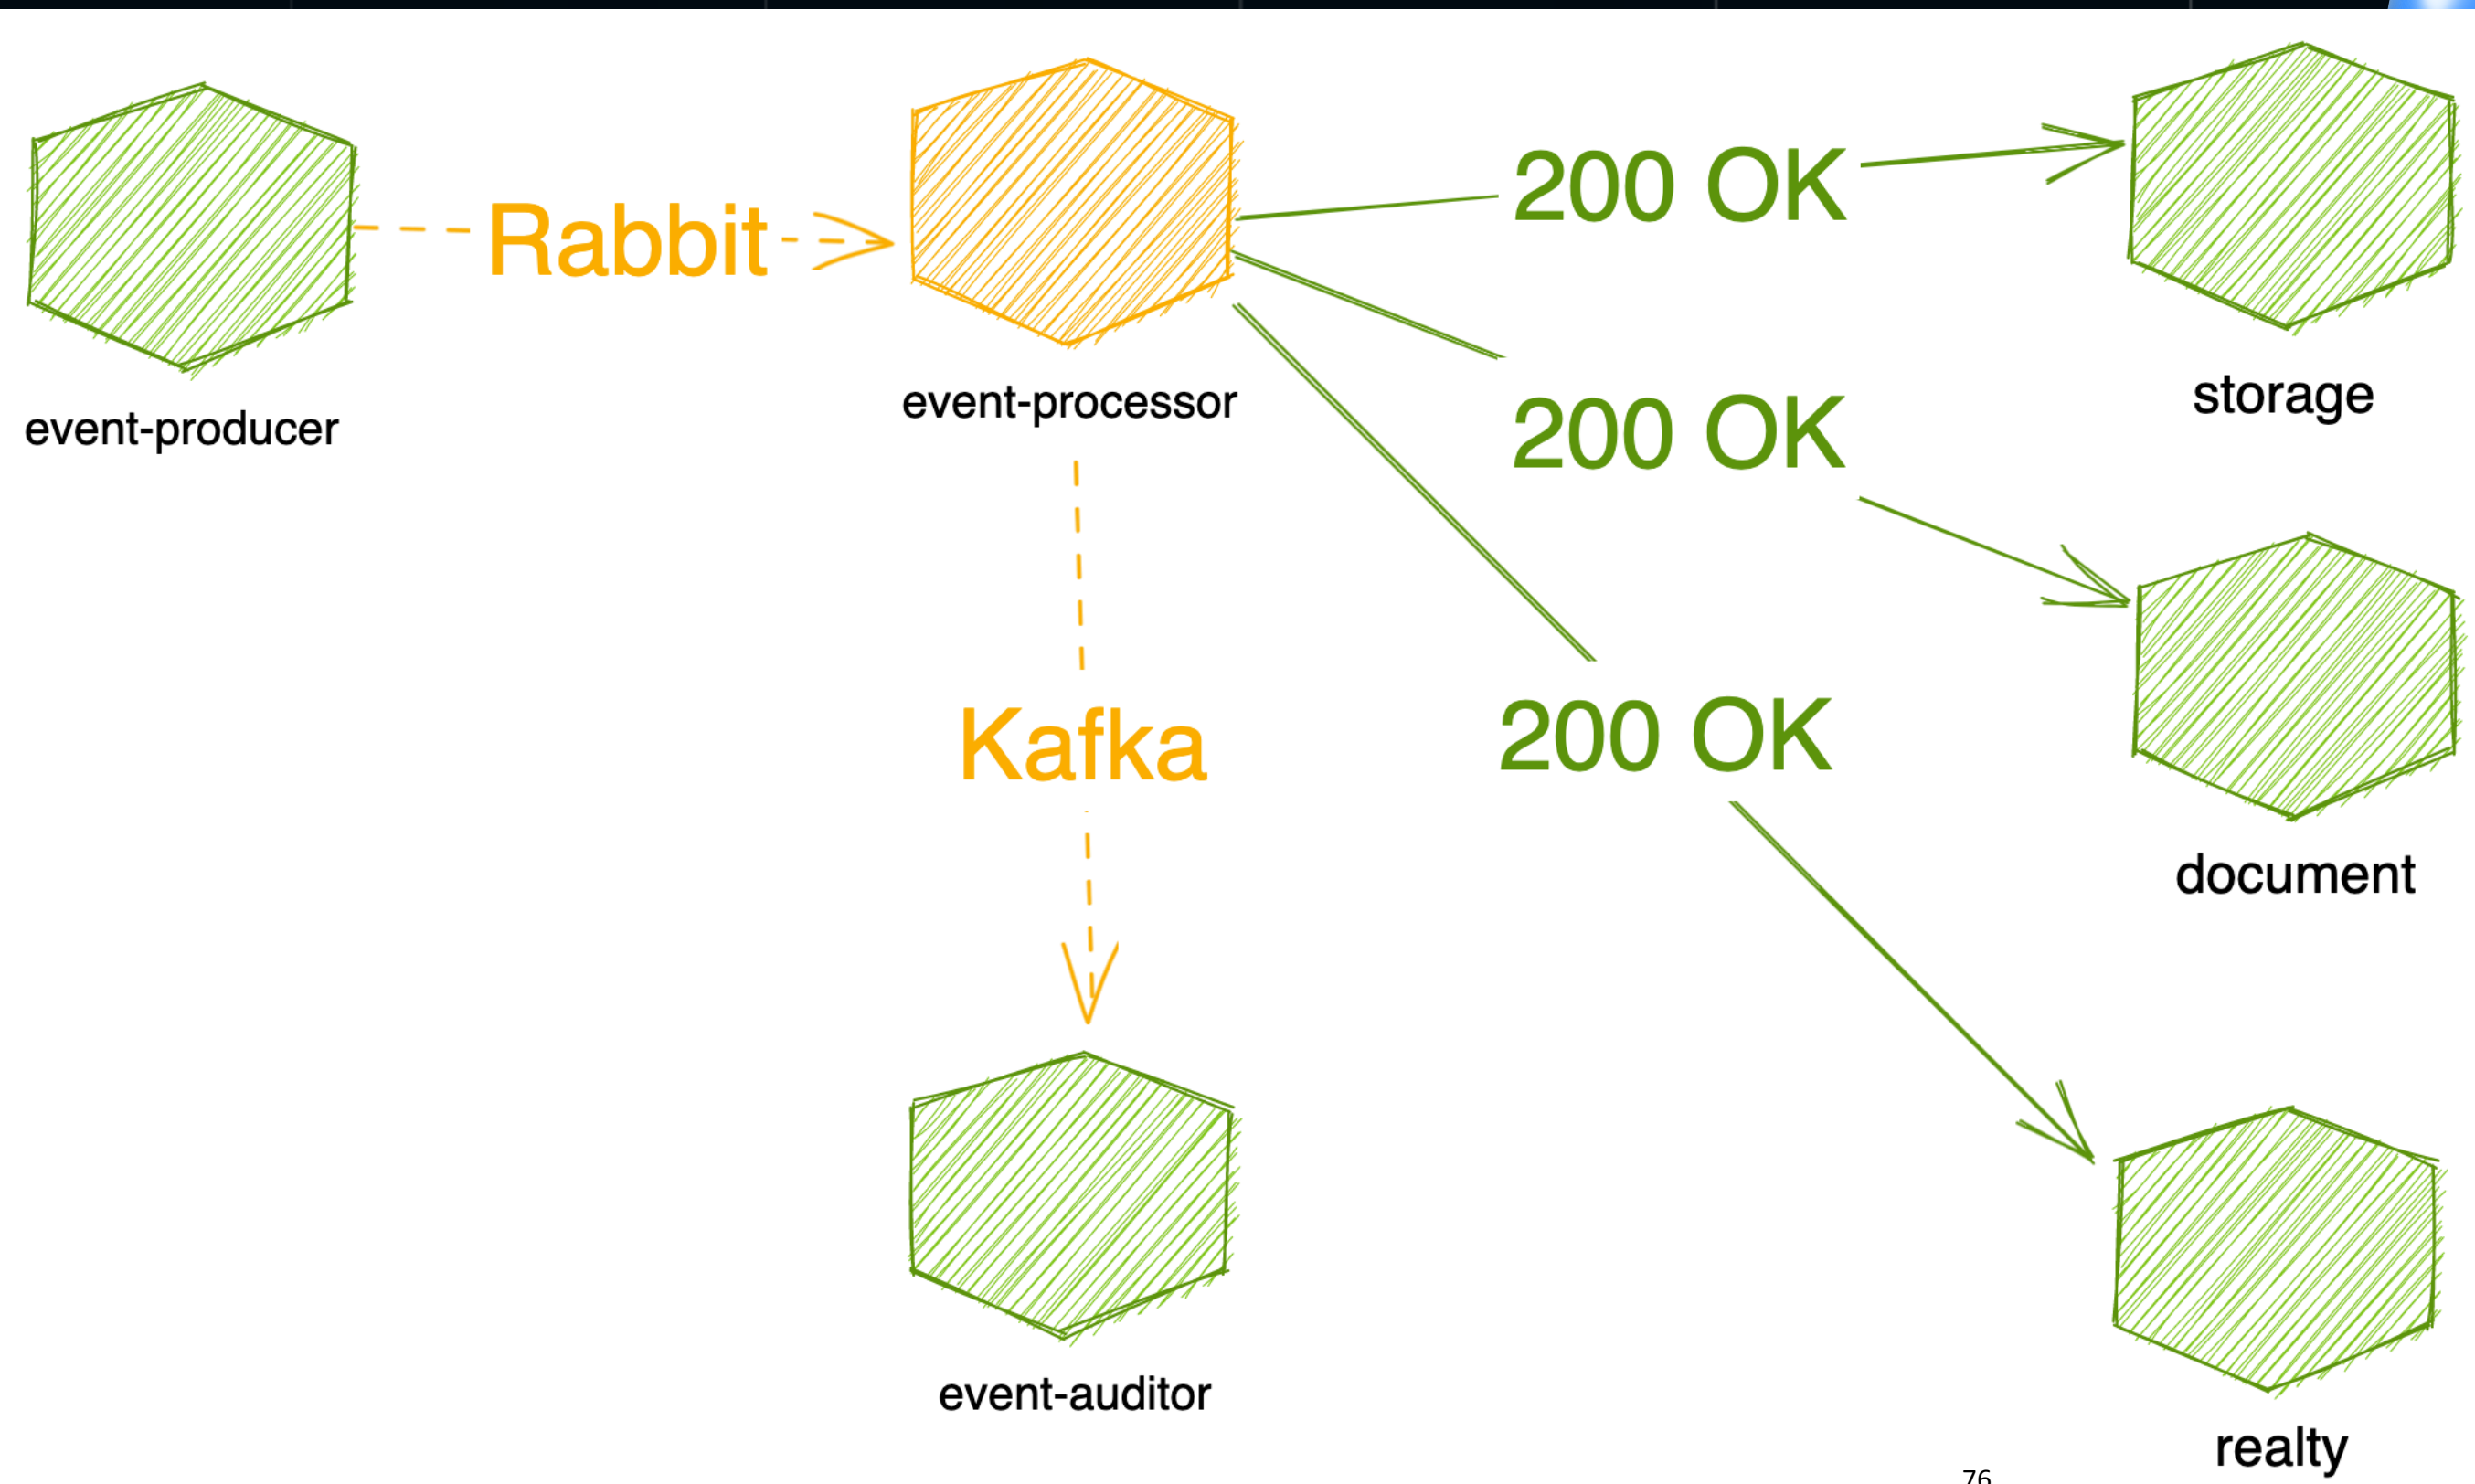 Rabbit
200 OK
storage
event-producer
event-processor
200 OK
Kafka
200 OK
document
event-auditor
realty
76